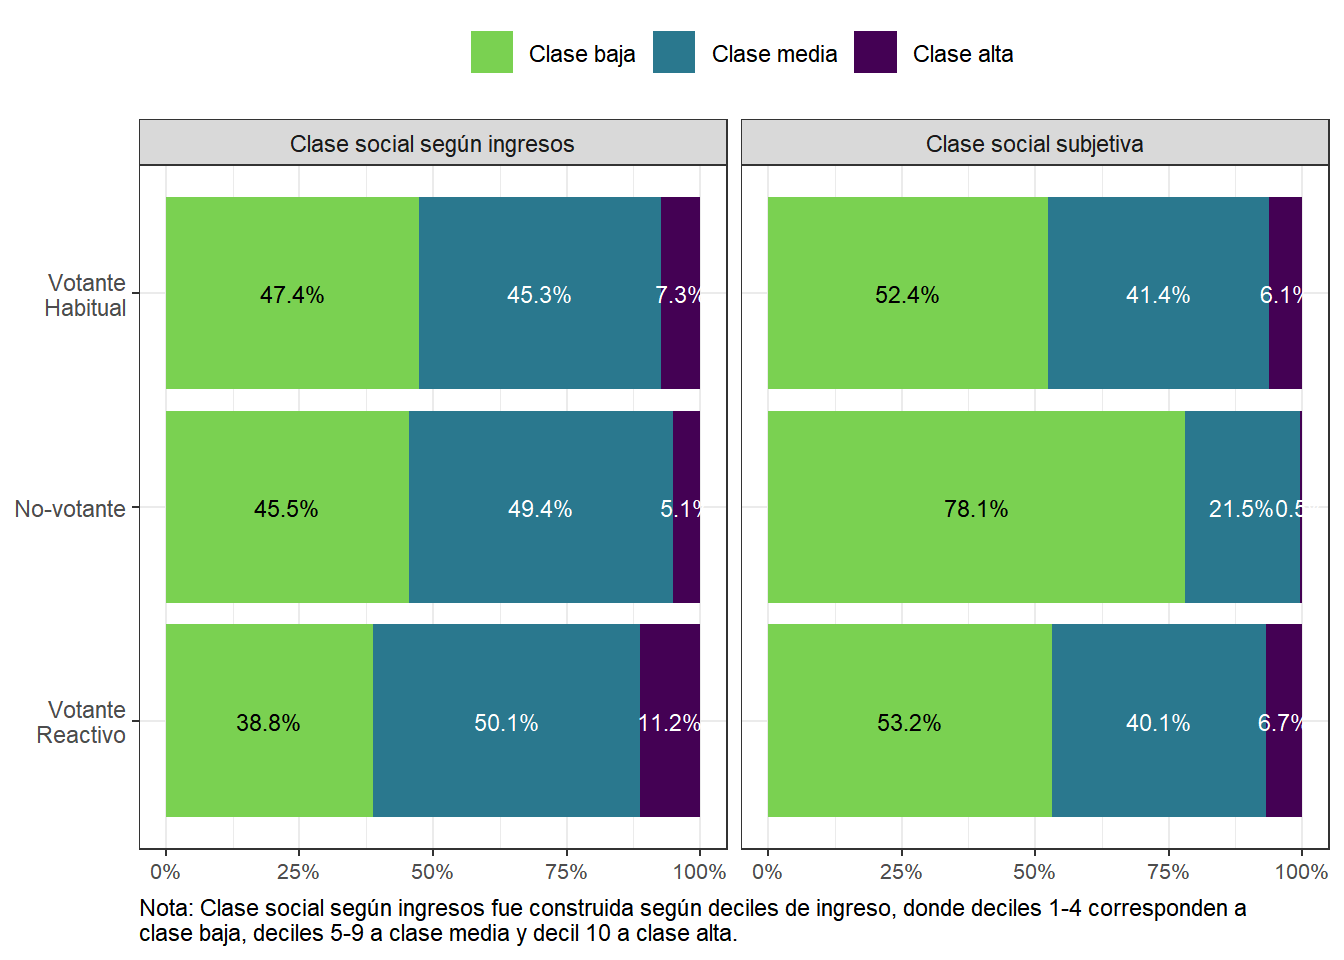 Clase baja Clase media Clase alta
Clase social según ingresos Clase social subjetiva
Votante
Habitual
47.4% 45.3% 7.3% 52.4% 41.4% 6.1%
No-votante 45.5% 49.4% 5.1% 78.1% 21.5% 0.5
Votante
Reactivo
38.8% 50.1% 11.2% 53.2% 40.1% 6.7%
0% 25% 50% 75% 100% 0% 25% 50% 75% 100%
Nota: Clase social según ingresos fue construida según deciles de ingreso, donde deciles 1-4 corresponden a
clase baja, deciles 5-9 a clase media y decil 10 a clase alta.